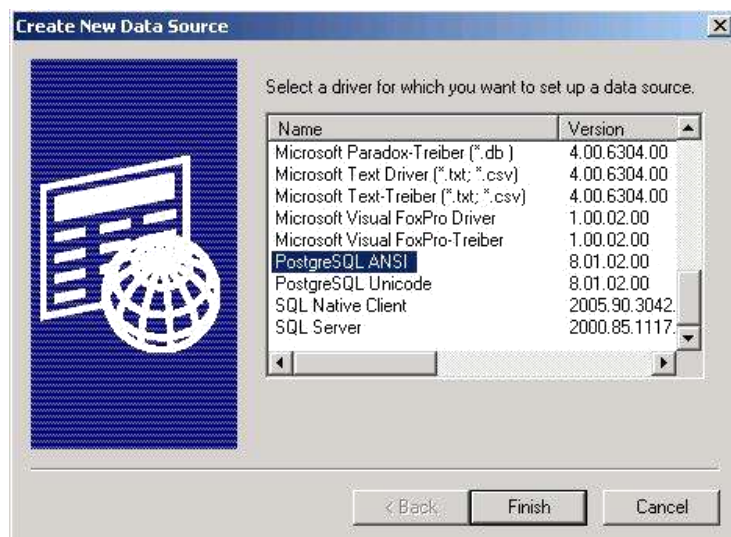 Create New Data Source
Select a driver for which you want to set up a data source.
Name Version
Microsoft Paradox-Treiber (*.db ) 4.00.6304.00
Microsoft Text Driver (*.txt; *.csv) 4.00.6304.00
Microsoft Text-Treiber (*.txt; *.csv) 4.00.6304.00
Microsoft Visual FoxPro Driver 1.00.02.00
Microsoft Visual FoxPro-Treiber 1.00.02.00
PostgreSQL ANSI 8.01.02.00
PostgreSQL Unicode 8.01.02.00
SQL Native Client 2005.90.3042.
SQL Server 2000.85.1117.
< Back Finish Cancel